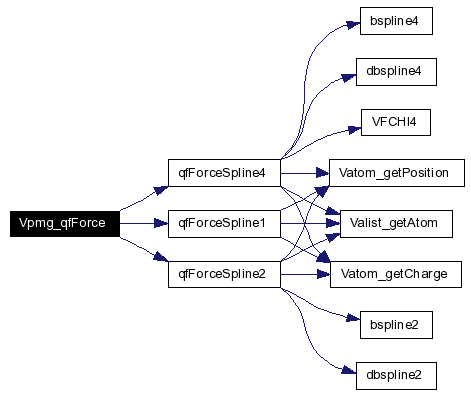 bspline4
dbspline4
VFCHI4
qfForceSpline4
Vatom_getPosition
Vpmg_qfForce
qfForceSpline1
Valist_getAtom
qfForceSpline2
Vatom_getCharge
bspline2
dbspline2